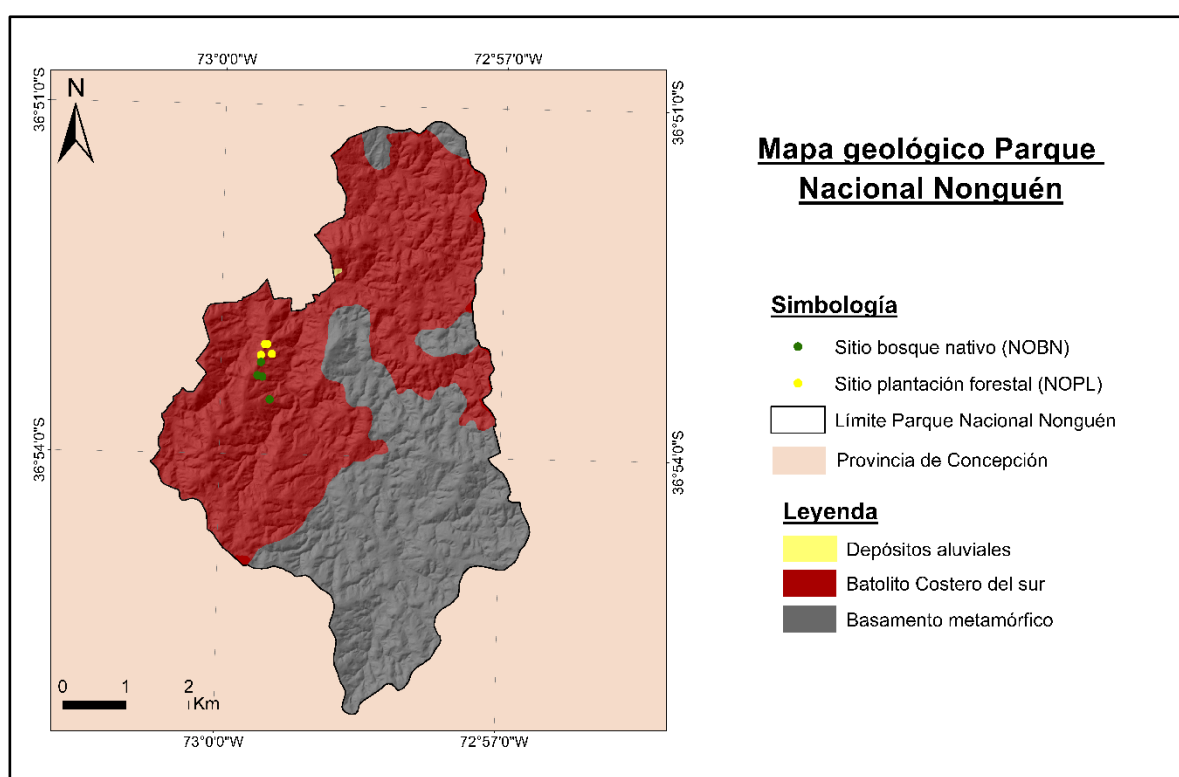 73°0'0"W
72°57'0"W
36°51'0"S
36°51'0"S
N
Mapa geológico Parque
Nacional Nonguén
Simbología
Sitio bosque nativo (NOBN)
Sitio plantación forestal (NOPL)
Límite Parque Nacional Nonguén
Provincia de Concepción
36°54'0"S
36°54'0"S
Leyenda
Depósitos aluviales
Batolito Costero del sur
Basamento metamórfico
0 1 2
Km
73°0'0"W
72°57'0"W